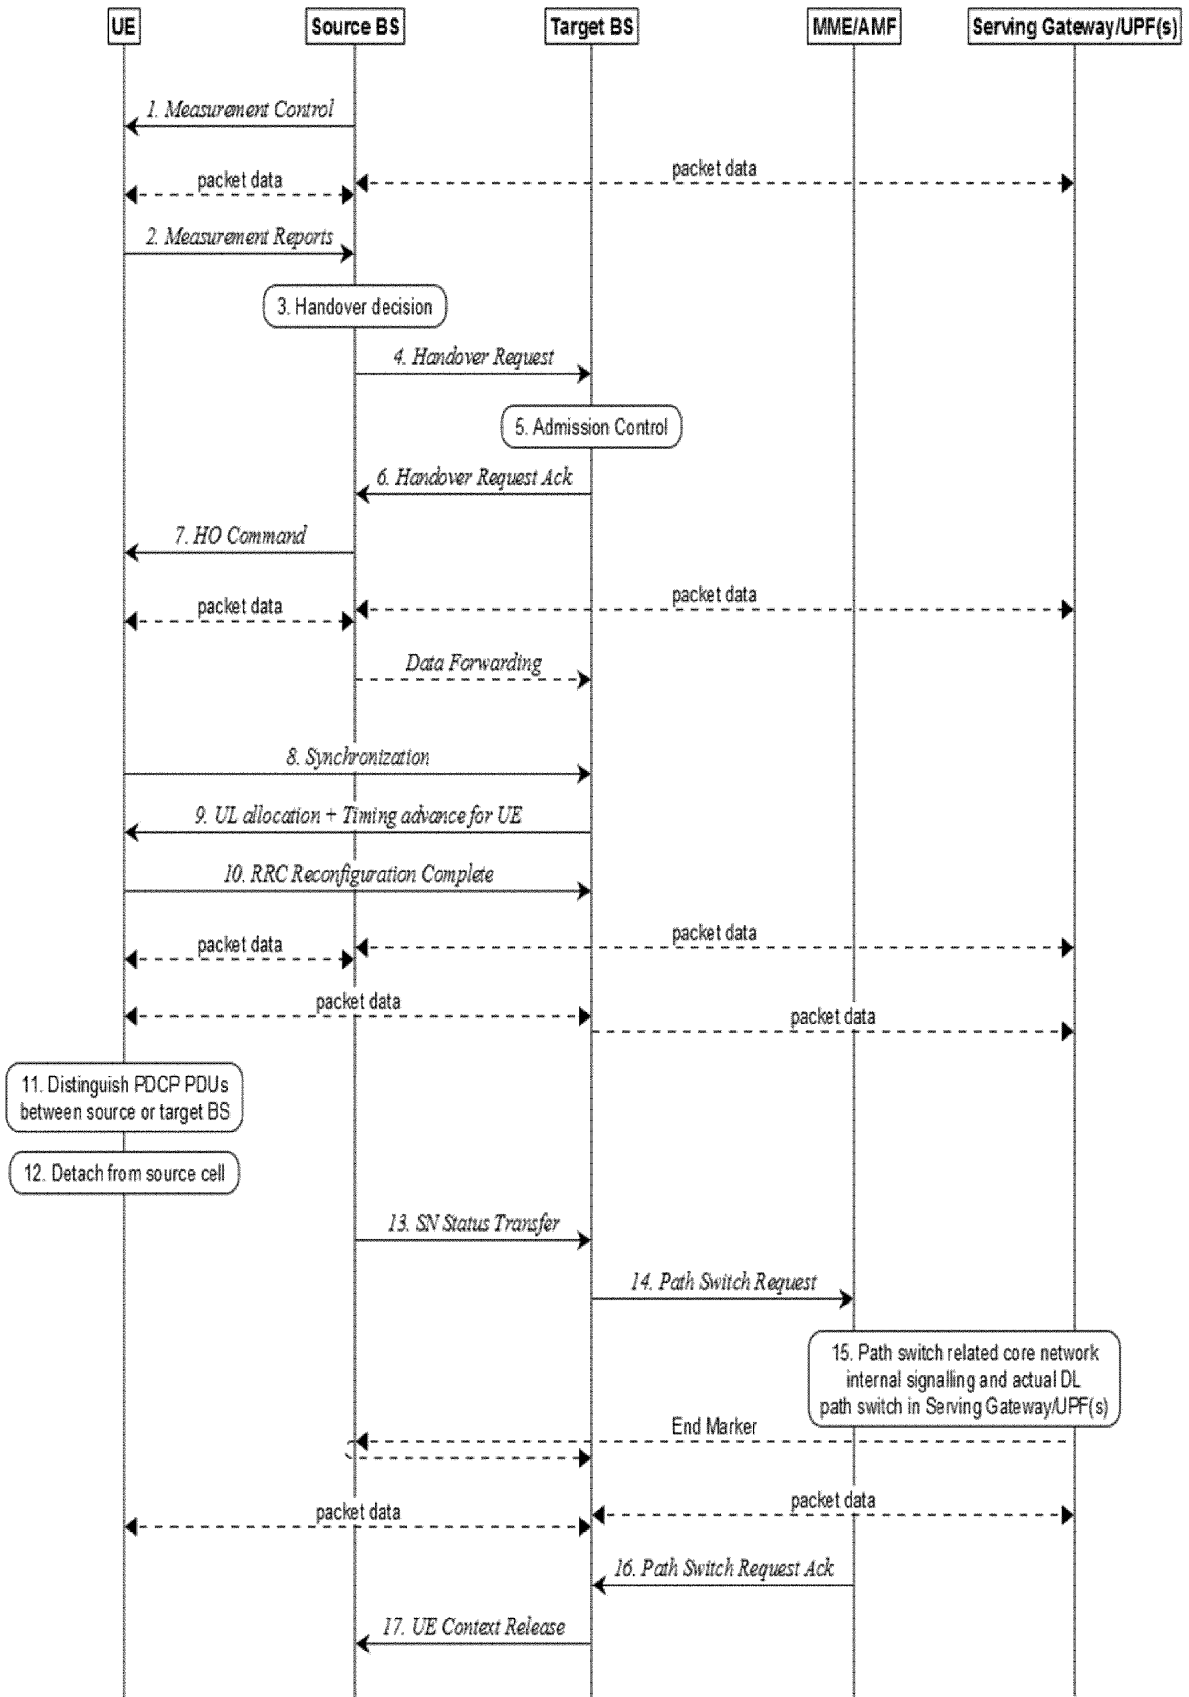 UE
Source BS
Target BS
MME/AMF
Serving Gateway/UPF(s)
1. Measurement Control
packet data
packet data
2. Measurement Reports
3. Handover decision
4. Handover Request
5. Admission Control
6. Handover Request Ack
7. HO Command
packet data
packet data
Data Forwarding
8. Synchronization
9. UL allocation + Timing advance for UE
10. RRC Reconfiguration Complete
packet data
packet data
packet data
packet data
11. Distinguish PDCP PDUs
between source or target BS
12. Detach from source cell
13. SN Status Transfer
14. Path Switch Request
15. Path switch related core network
internal signalling and actual DL
path switch in Serving Gateway/UPF(s)
End Marker
packet data
packet data
16. Path Switch Request Ack
17. UE Context Release